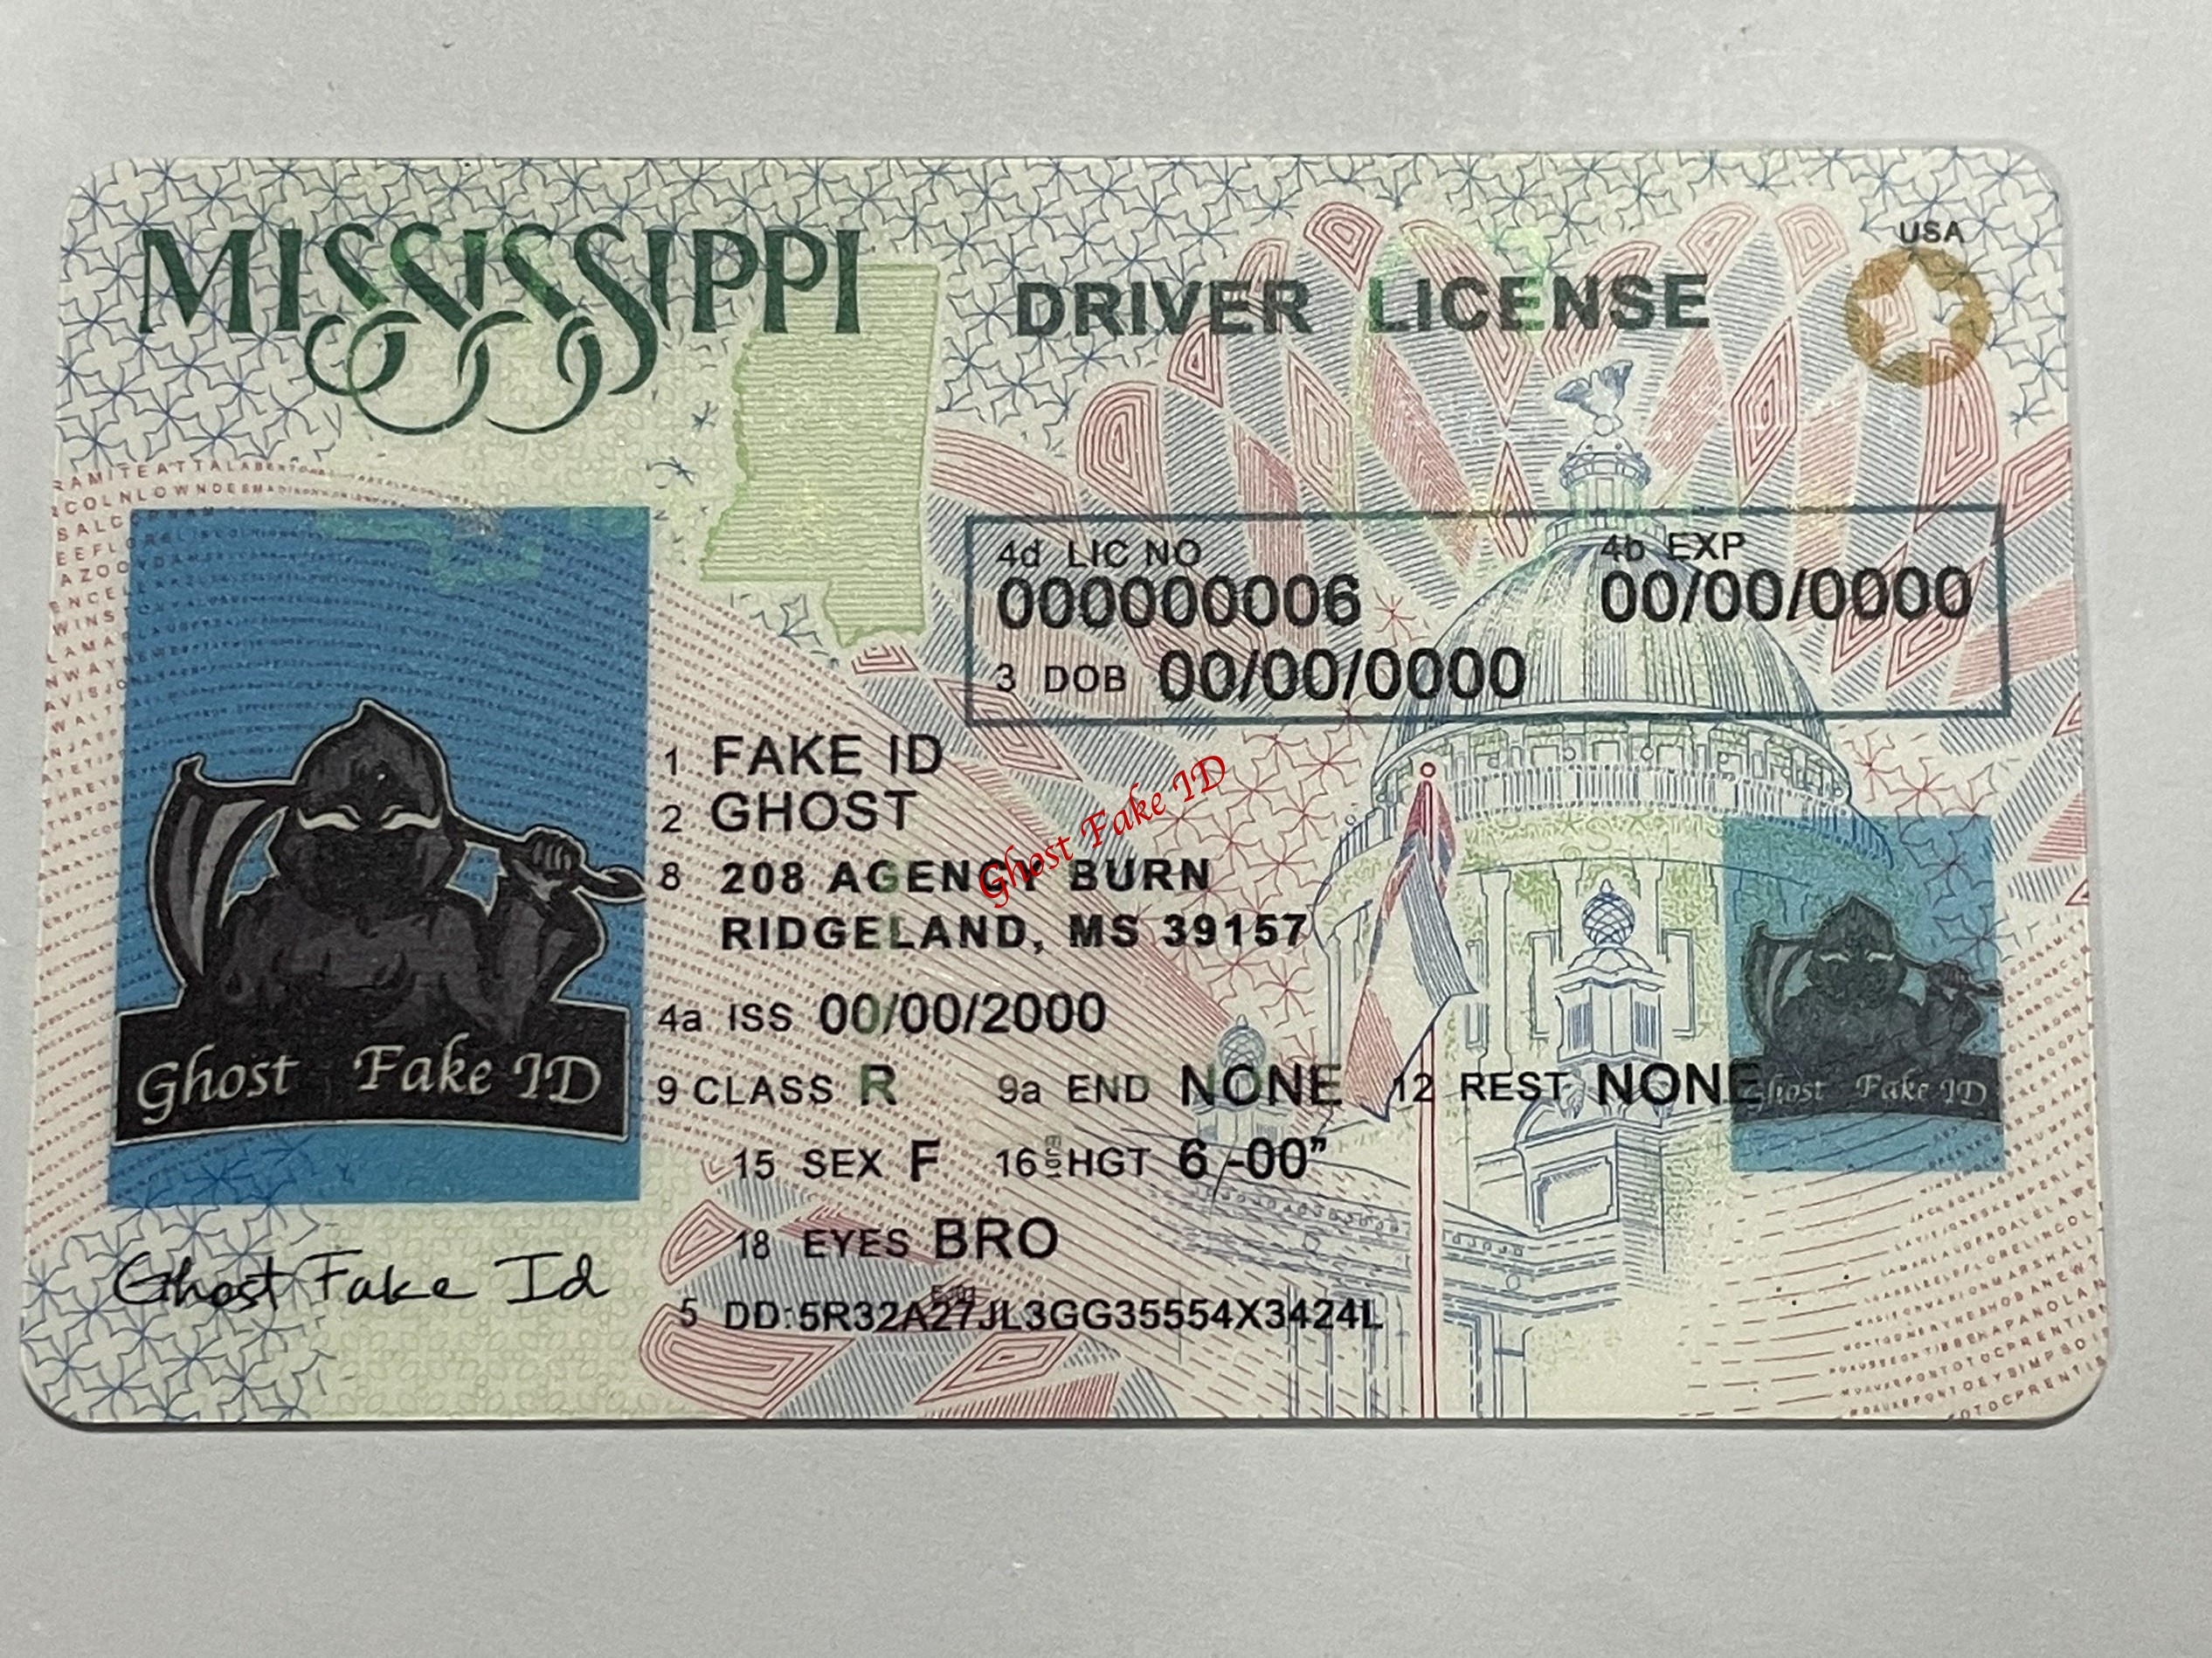 MISSISSIPPI
DRIVER LICENSE
USA
4d LIC NO
000000006
4b EXP
00/00/0000
3 DOB 00/00/0000
1 FAKE ID
2 GHOST
8 208 AGENCY BURN
RIDGELAND, MS 39157
Ghost Fake ID
4a ISS 00/00/2000
9 CLASS R 9a END NONE 12 REST NONE
15 SEX F 16 HGT 6'-00”
18 EYES BRO
5 DD:5R32A27JL3GG35554X3424L
Ghost Fake ID
Ghost Fake ID
Ghost Fake Id